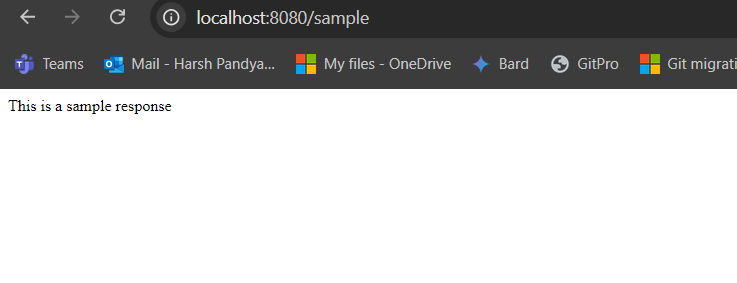 localhost:8080/sample
Teams Mail - Harsh Pandya... My files - OneDrive Bard GitPro Git migrati
This is a sample response